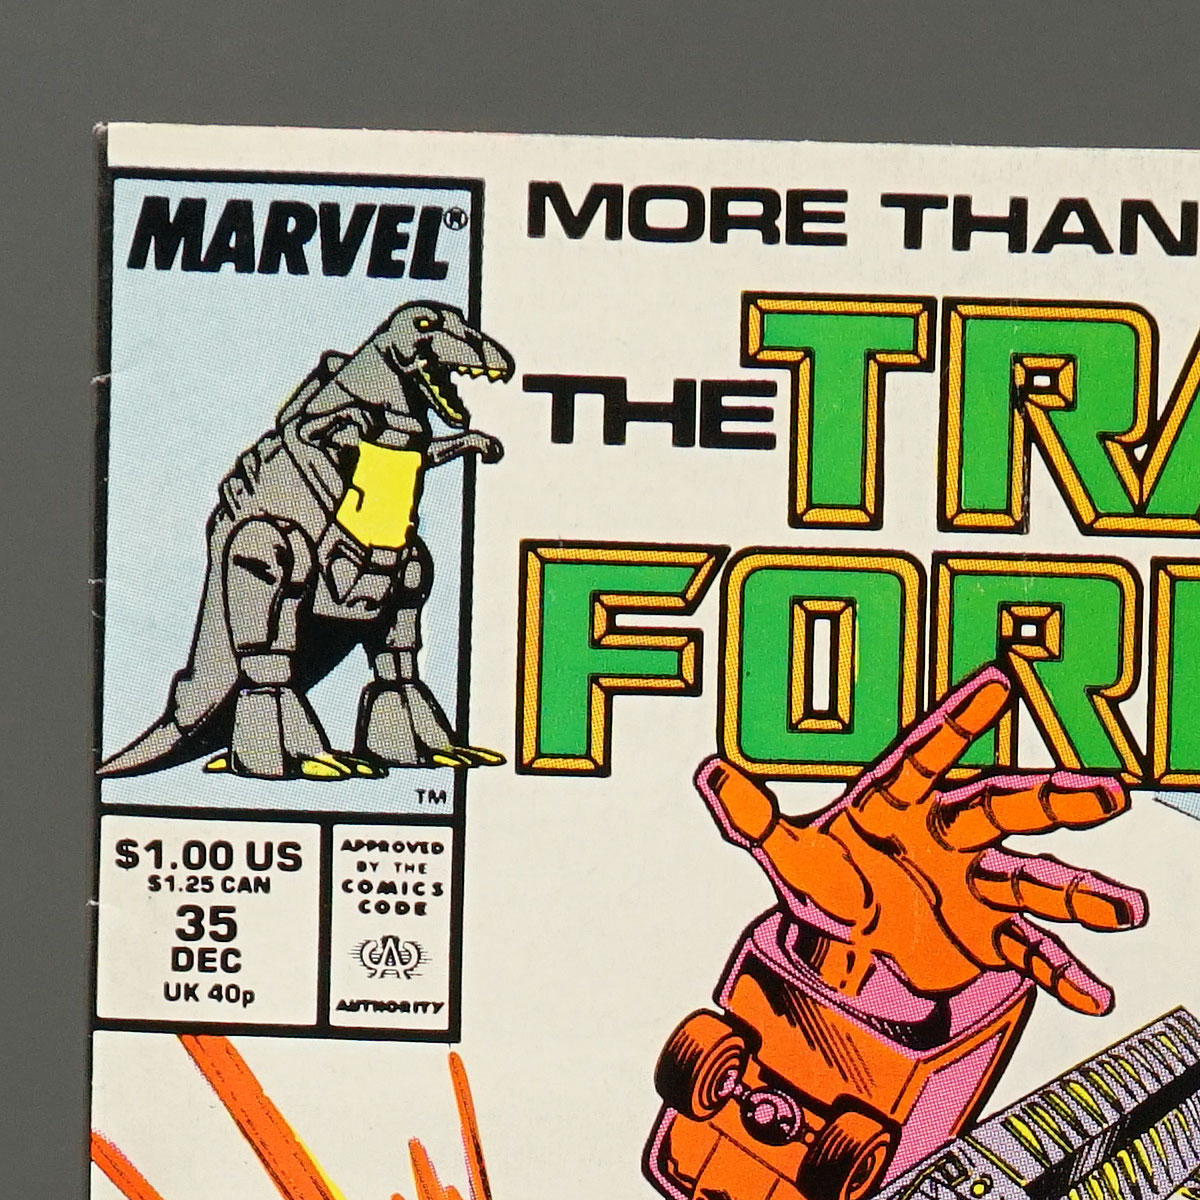 MARVEL®
MORE THAN
THE TRA
FOR
TM
$1.00 US
$1.25 CAN
35
DEC
UK 40p
APPROVED
BY THE
COMICS
CODE
AUTHORITY